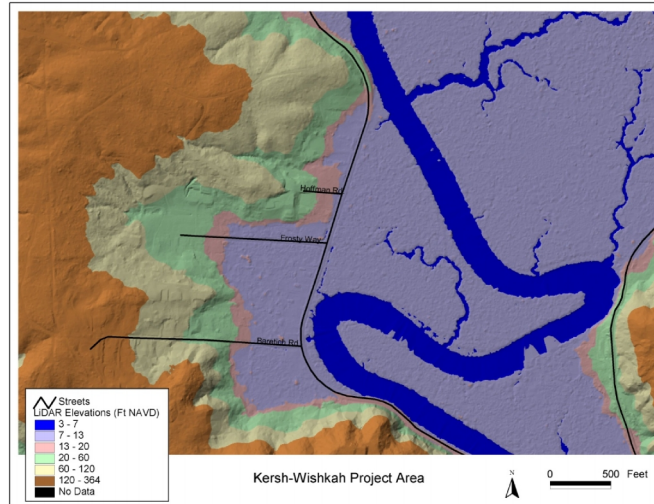 Hoffman Rd
Frosty Way
Streets
LiDAR Elevations (Ft NAVD)
3 - 7
7 - 13
13 - 20
20 - 60
60 - 120
120 - 364
No Data
Kersh-Wishkah Project Area
N
0 500 Feet